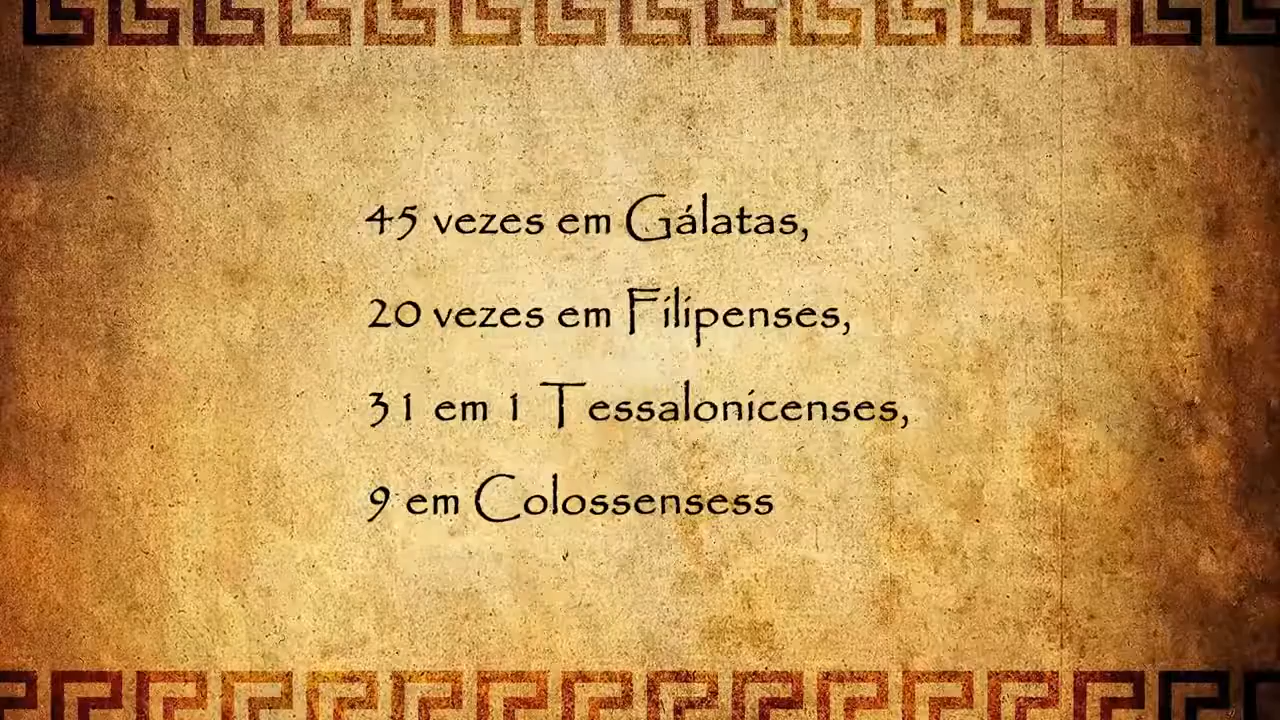 45 vezes em Gálatas,
20 vezes em Filipenses,
31 em 1 Tessalonicenses,
9 em Colossensess